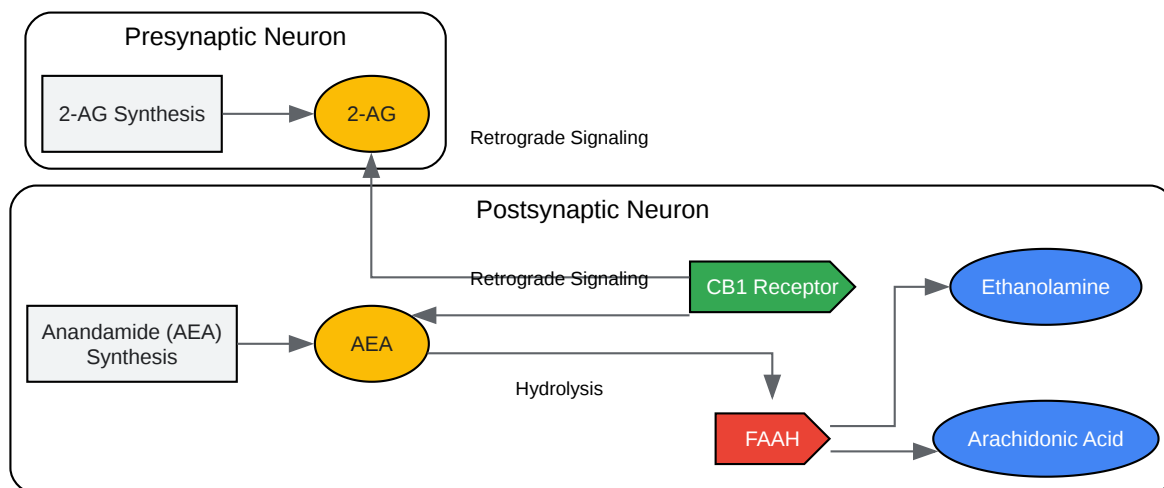 Presynaptic Neuron
2-AG Synthesis
2-AG
Retrograde Signaling
Postsynaptic Neuron
Retrograde Signaling
CB1 Receptor
Ethanolamine
Anandamide (AEA)
Synthesis
AEA
Hydrolysis
FAAH
Arachidonic Acid